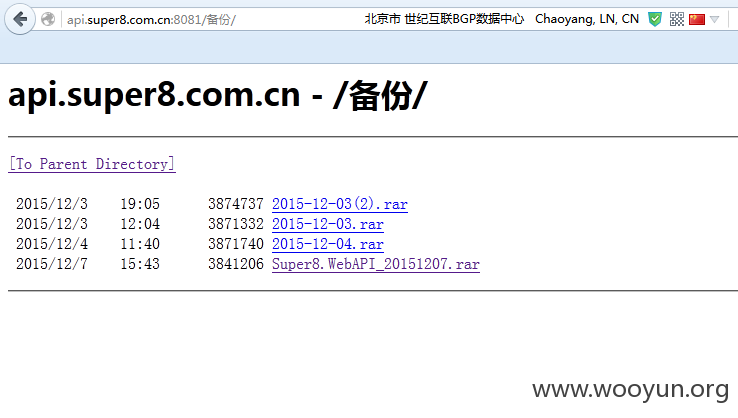 api.super8.com.cn:8081/备份/ 北京市 世纪互联BGP数据中心 Chaoyang, LN, CN
api.super8.com.cn - /备份/
[To Parent Directory]
2015/12/3 19:05 3874737 2015-12-03(2).rar
2015/12/3 12:04 3871332 2015-12-03.rar
2015/12/4 11:40 3871740 2015-12-04.rar
2015/12/7 15:43 3841206 Super8.WebAPI_20151207.rar
www.wooyun.org